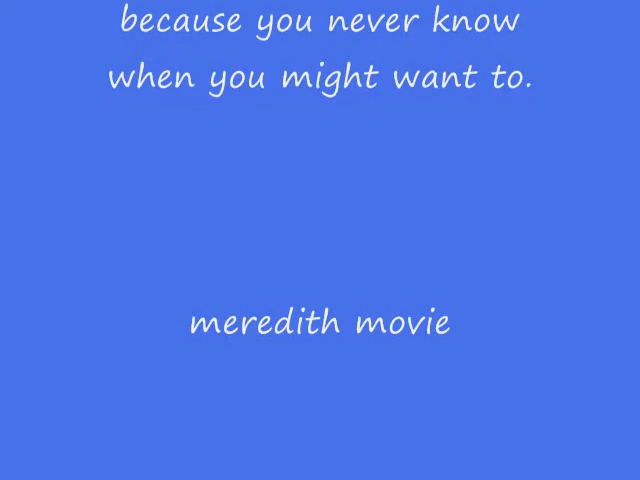 because you never know
when you might want to.
meredith movie